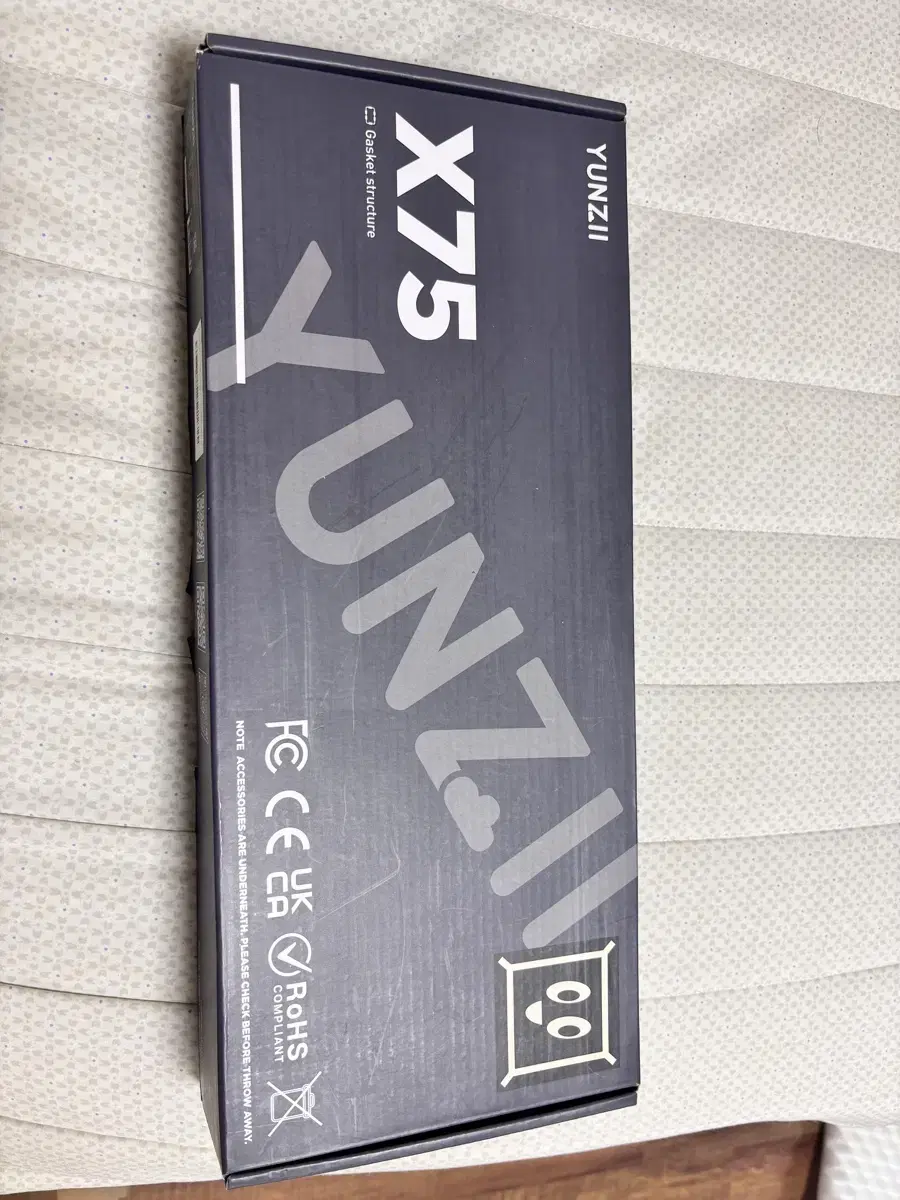 YUNZII
X75
Gasket structure
YUNZII
FC CE UK CA RoHS
COMPLIANT
NOTE ACCESSORIES ARE UNDERNEATH. PLEASE CHECK BEFORE THROW AWAY.